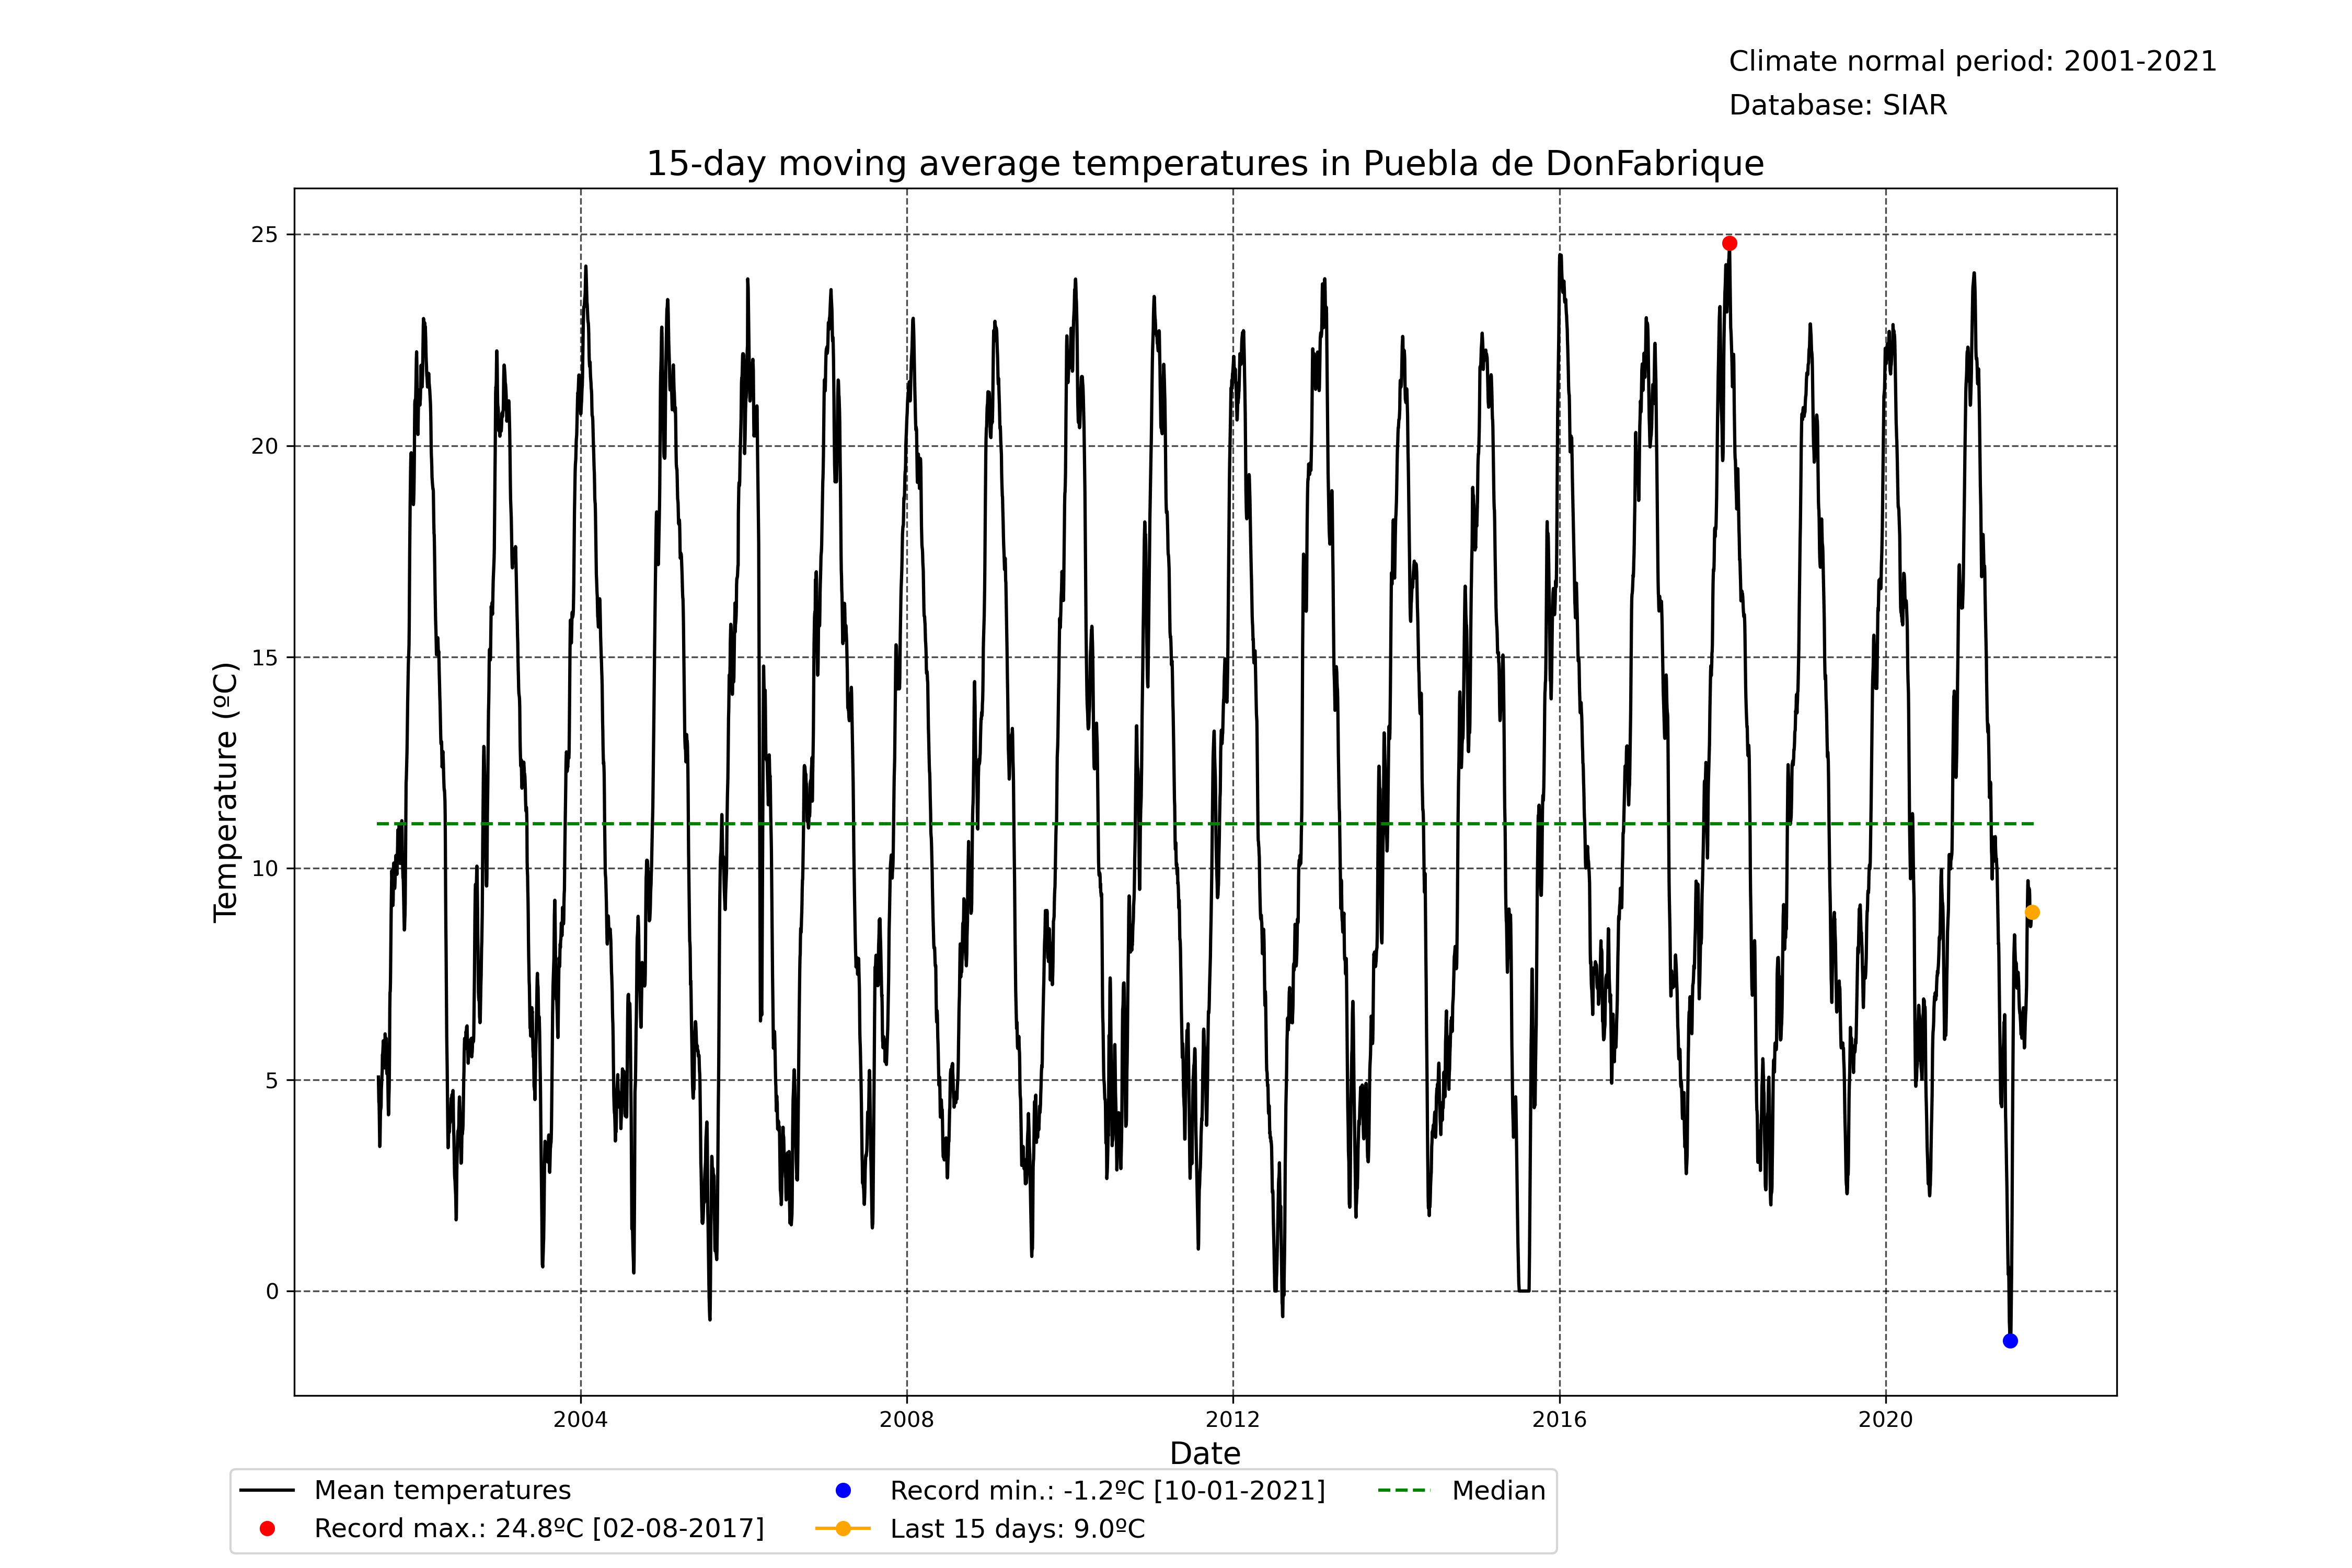 Climate normal period: 2001-2021
Database: SIAR
15-day moving average temperatures in Puebla de DonFabrique
25
20
15
10
5
0
Temperature (ºC)
2004 2008 2012 2016 2020
Date
Mean temperatures
Record max.: 24.8ºC [02-08-2017]
Record min.: -1.2ºC [10-01-2021]
Last 15 days: 9.0ºC
Median